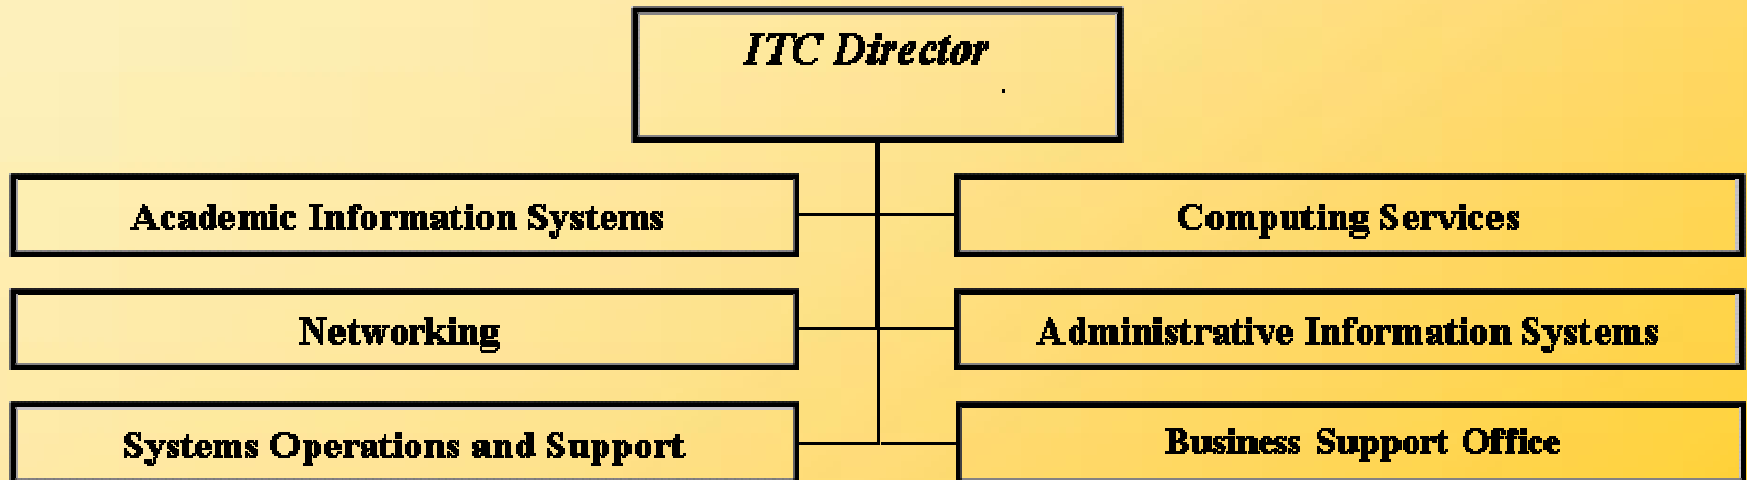 ITC Director
Academic Information Systems
Computing Services
Networking
Administrative Information Systems
Systems Operations and Support
Business Support Office